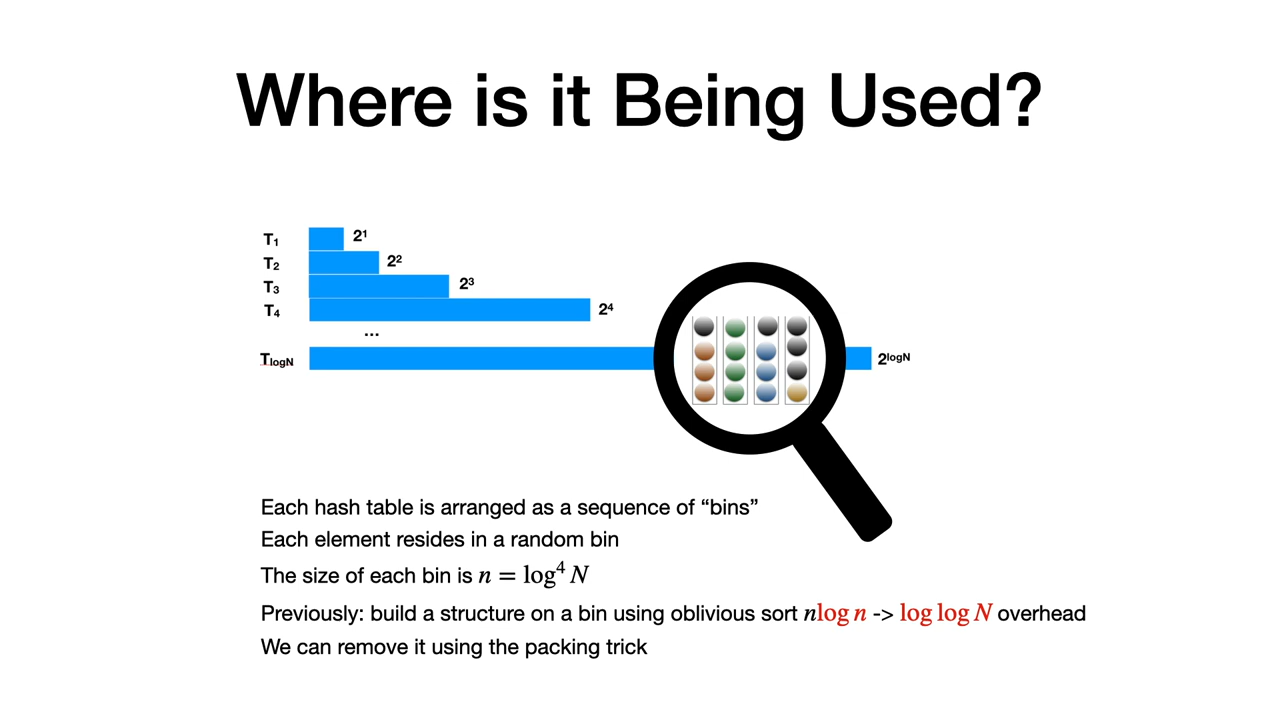 Where is it Being Used?
T₁ 2¹
T₂ 2²
T₃ 2³
T₄ 2⁴
...
TlogN 2^logN
Each hash table is arranged as a sequence of “bins”
Each element resides in a random bin
The size of each bin is n = log⁴ N
Previously: build a structure on a bin using oblivious sort n log n -> log log N overhead
We can remove it using the packing trick